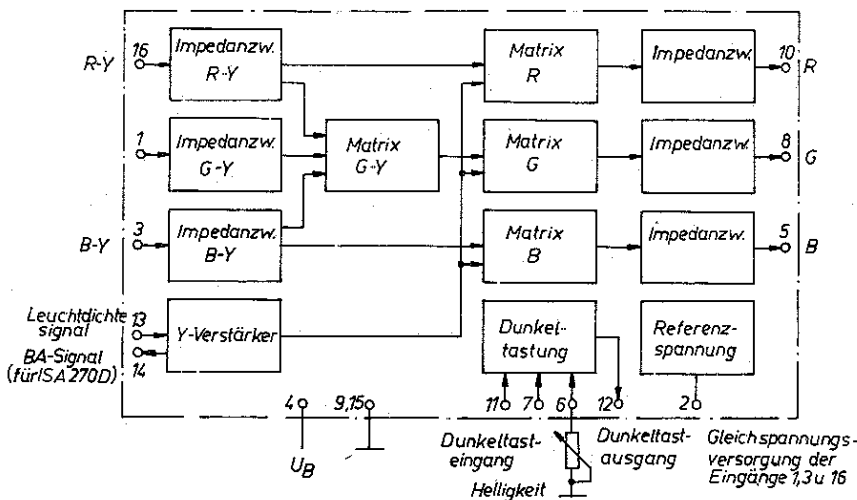 16
R-Y
Impedanzw.
R-Y
Matrix
R
Impedanzw.
10
R
1
Impedanzw.
G-Y
Matrix
G-Y
Matrix
G
Impedanzw.
8
G
3
B-Y
Impedanzw.
B-Y
Matrix
B
Impedanzw.
5
B
Leuchtdichte
signal
13
BA-Signal
(für ISA 270D)
14
Y-Verstärker
Dunkel-
tastung
Referenz-
spannung
4
9,15
11
7
6
12
2
UB
Dunkeltast-
eingang
Helligkeit
Dunkeltast-
ausgang
Gleichspannungs-
versorgung der
Eingänge 1,3 u 16